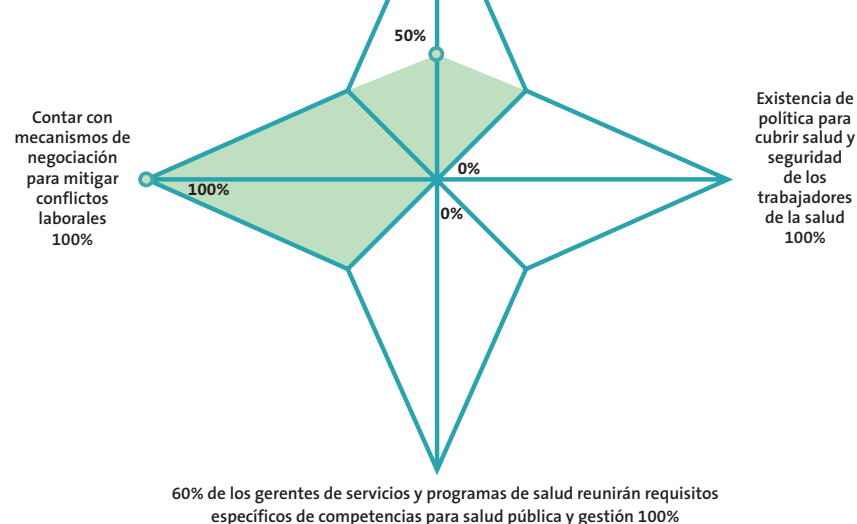 50%
Contar con
mecanismos de
negociación
para mitigar
conflictos
laborales
100%
100%
0%
0%
Existencia de
política para
cubrir salud y
seguridad
de los
trabajadores
de la salud
100%
60% de los gerentes de servicios y programas de salud reunirán requisitos
específicos de competencias para salud pública y gestión 100%